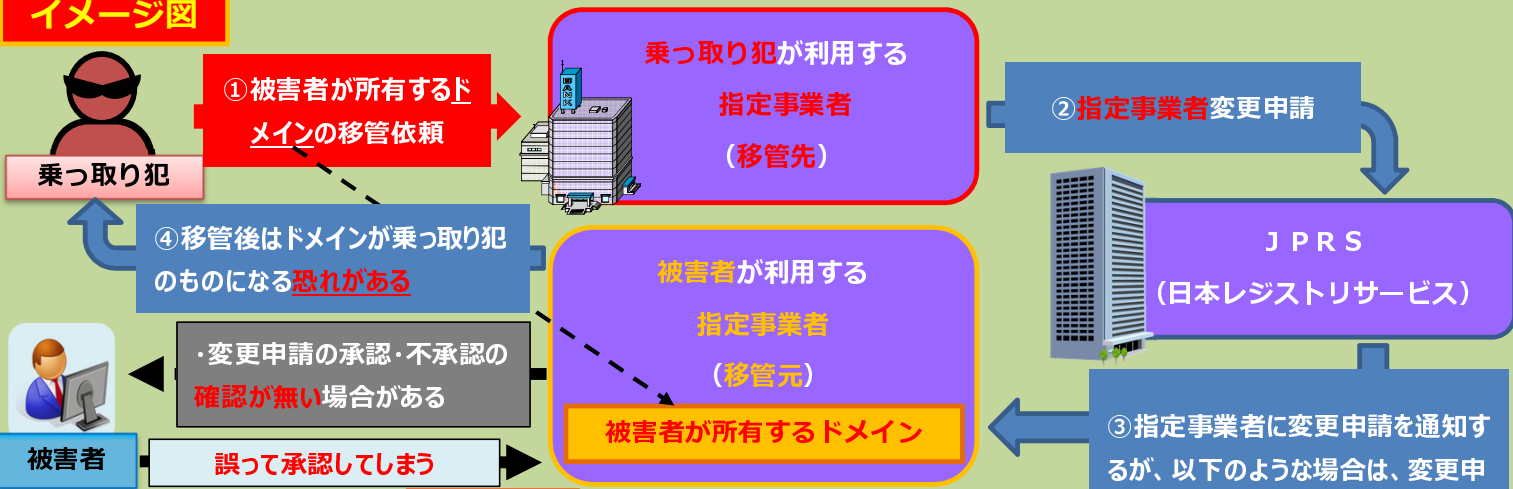 イメージ図
①被害者が所有するド
メインの移管依頼
乗っ取り犯
BANK
乗っ取り犯が利用する
指定事業者
（移管先）
②指定事業者変更申請
JPRS
（日本レジストリサービス）
③指定事業者に変更申請を通知す
るが、以下のような場合は、変更申
被害者が利用する
指定事業者
（移管元）
被害者が所有するドメイン
④移管後はドメインが乗っ取り犯
のものになる恐れがある
・変更申請の承認・不承認の
確認が無い場合がある
被害者
誤って承認してしまう